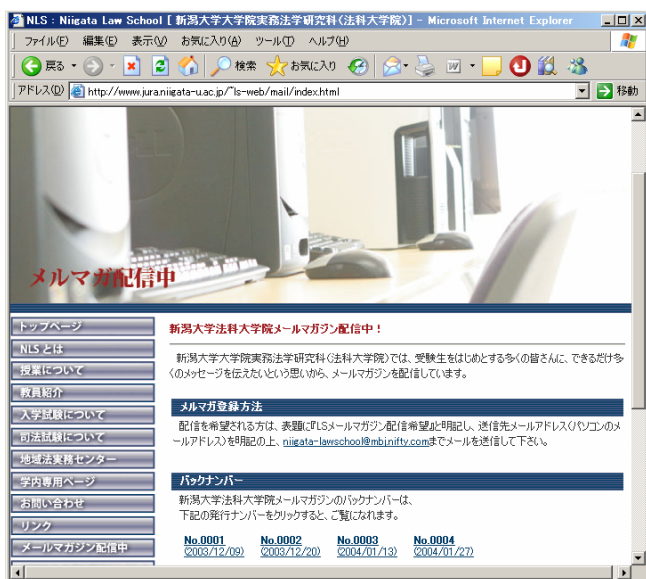 NLS : Niigata Law School [ 新潟大学大学院実務法学研究科(法科大学院)] - Microsoft Internet Explorer
ファイル(F) 編集(E) 表示(V) お気に入り(A) ツール(T) ヘルプ(H)
戻る 検索 お気に入り
アドレス(D) http://www.jura.niigata-u.ac.jp/~ls-web/mail/index.html 移動
メルマガ配信中
トップページ
NLSとは
授業について
教員紹介
入学試験について
司法試験について
地域法実務センター
学内専用ページ
お問い合わせ
リンク
メールマガジン配信中
新潟大学法科大学院メールマガジン配信中！
新潟大学大学院実務法学研究科(法科大学院)では、受験生をはじめとする多くの皆さんに、できるだけ多
くのメッセージを伝えたいという思いから、メールマガジンを配信しています。
メルマガ登録方法
配信を希望される方は、表題に『LSメールマガジン配信希望』と明記し、送信先メールアドレス(パソコンのメ
ールアドレス)を明記の上、niigata-lawschool@mbj.nifty.comまでメールを送信して下さい。
バックナンバー
新潟大学法科大学院メールマガジンのバックナンバーは、
下記の発行ナンバーをクリックすると、ご覧になれます。
No.0001 No.0002 No.0003 No.0004
(2003/12/09) (2003/12/20) (2004/01/13) (2004/01/27)